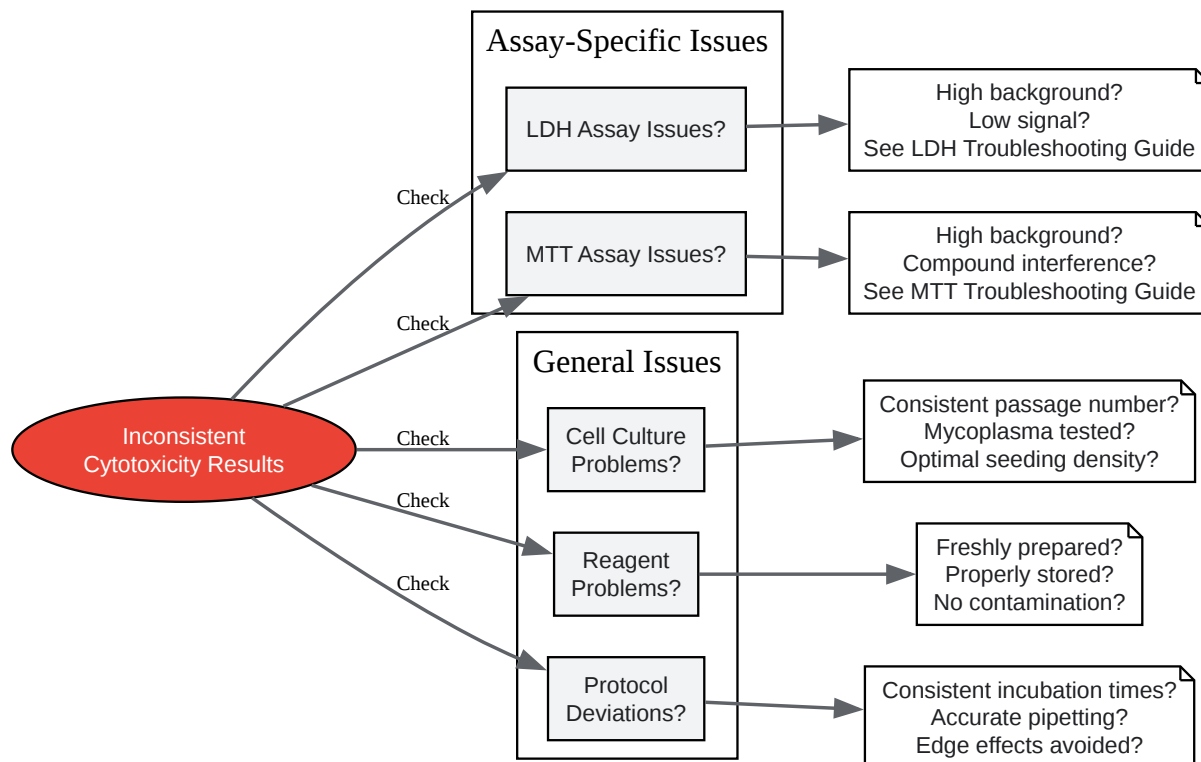 Assay-Specific Issues
LDH Assay Issues?
High background?
Low signal?
See LDH Troubleshooting Guide
Check
MTT Assay Issues?
High background?
Compound interference?
See MTT Troubleshooting Guide
Check
General Issues
Inconsistent
Cytotoxicity Results
Check
Cell Culture
Problems?
Consistent passage number?
Mycoplasma tested?
Optimal seeding density?
Check
Reagent
Problems?
Freshly prepared?
Properly stored?
No contamination?
Check
Protocol
Deviations?
Consistent incubation times?
Accurate pipetting?
Edge effects avoided?